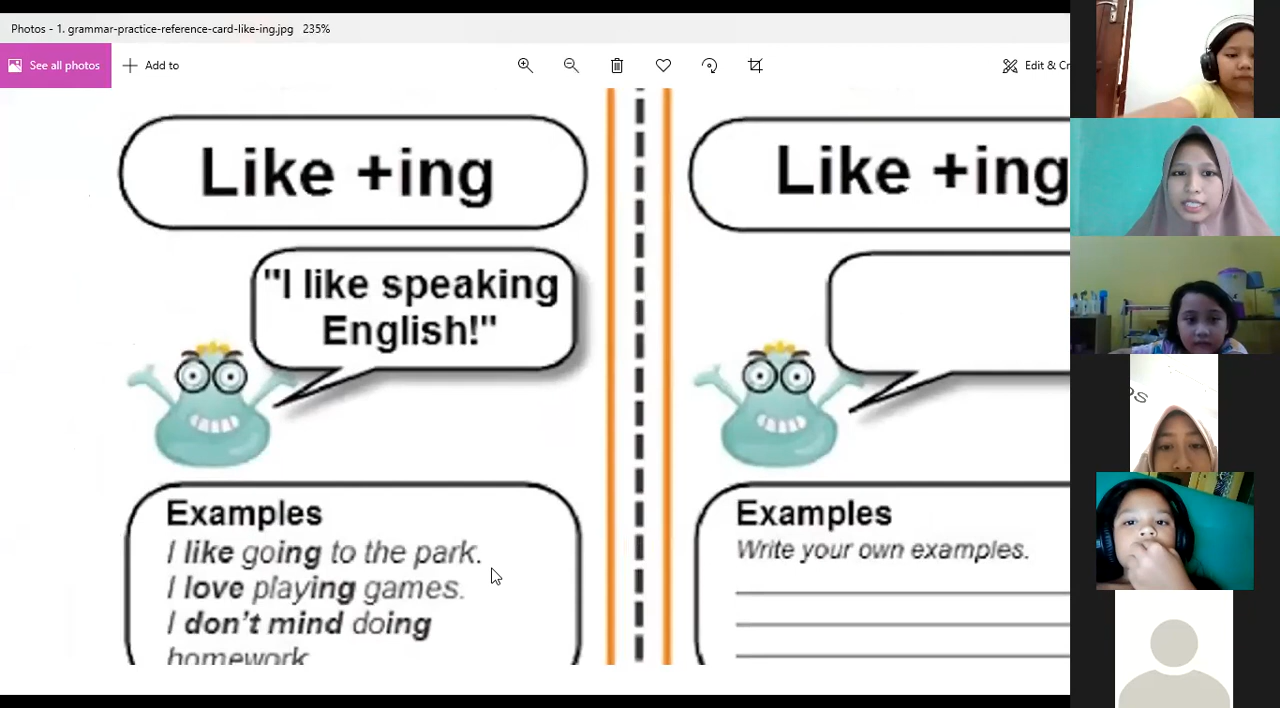 Photos - 1. grammar-practice-reference-card-like-ing.jpg 235%
See all photos
Add to
Edit & Cr
Like +ing
"I like speaking
English!"
Examples
I like going to the park.
I love playing games.
I don't mind doing
homework
Like +ing
Examples
Write your own examples.